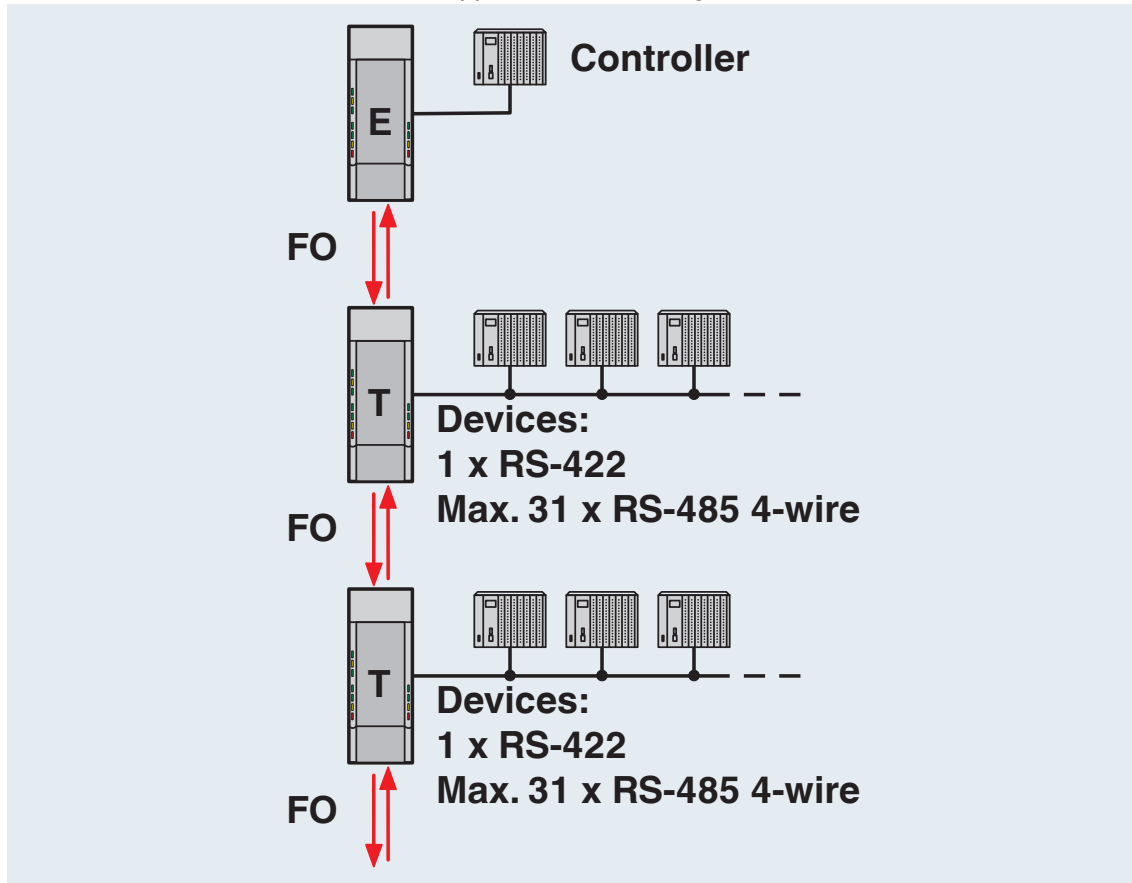 Controller
E
FO
T
Devices:
1 x RS-422
Max. 31 x RS-485 4-wire
FO
T
Devices:
1 x RS-422
Max. 31 x RS-485 4-wire
FO